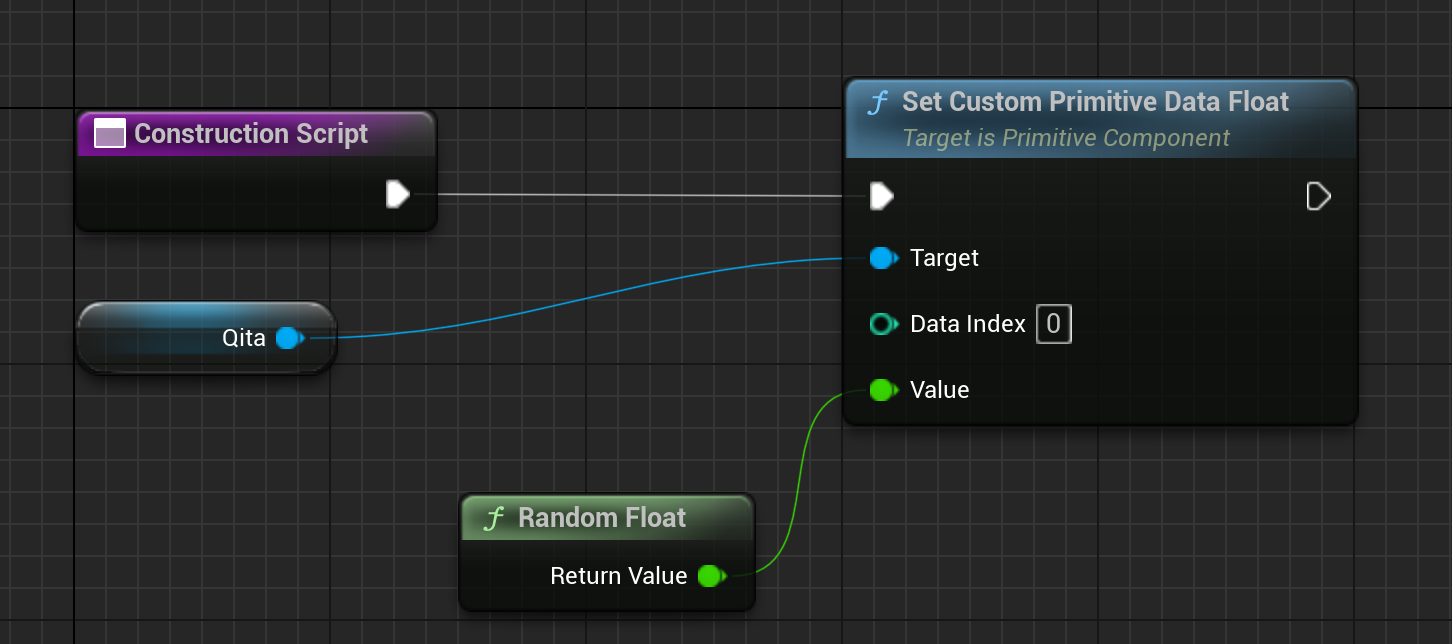 Construction Script
Qita
Random Float
Return Value
Set Custom Primitive Data Float
Target is Primitive Component
Target
Data Index 0
Value